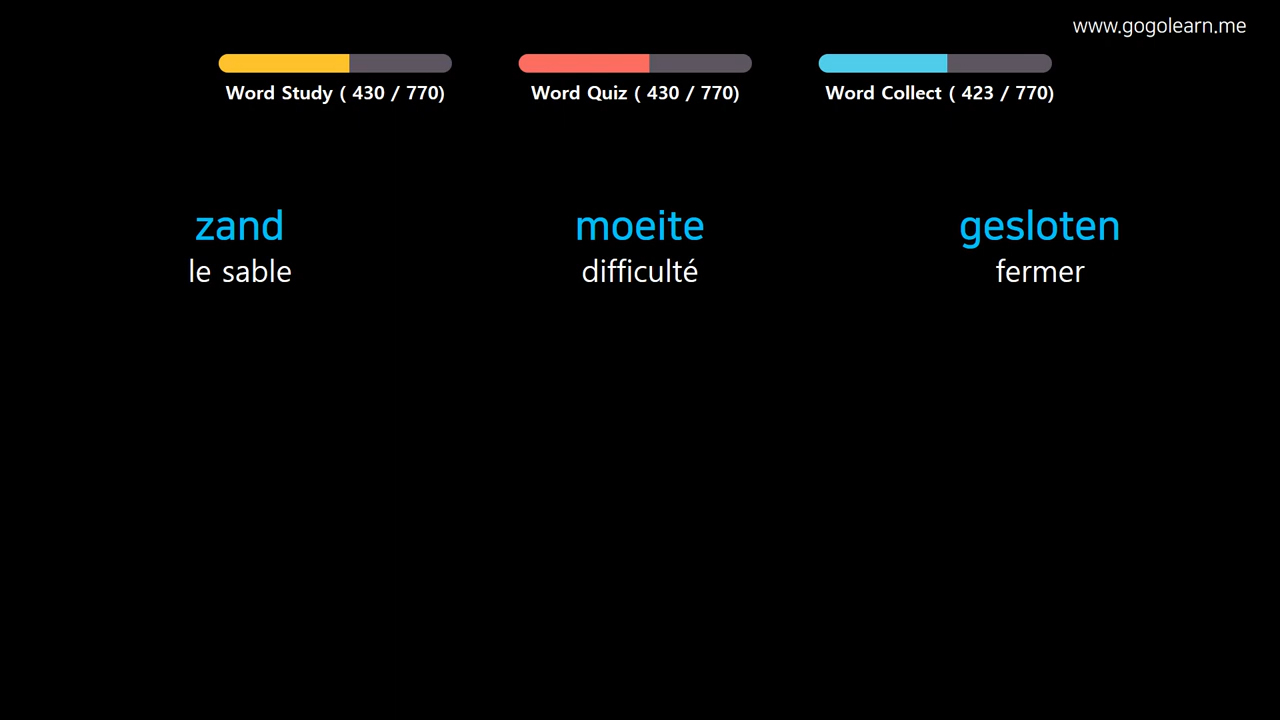 www.gogolearn.me
Word Study ( 430 / 770)
Word Quiz ( 430 / 770)
Word Collect ( 423 / 770)
zand
le sable
moeite
difficulté
gesloten
fermer